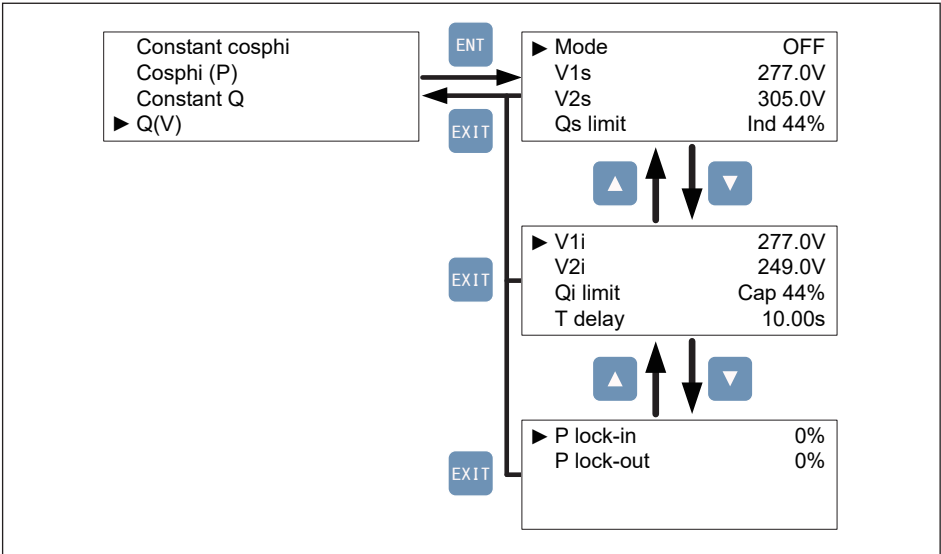 Constant cosphi
Cosphi (P)
Constant Q
► Q(V)
ENT
EXIT
► Mode OFF
V1s 277.0V
V2s 305.0V
Qs limit Ind 44%
▲ ▼
EXIT
► V1i 277.0V
V2i 249.0V
Qi limit Cap 44%
T delay 10.00s
▲ ▼
EXIT
► P lock-in 0%
P lock-out 0%